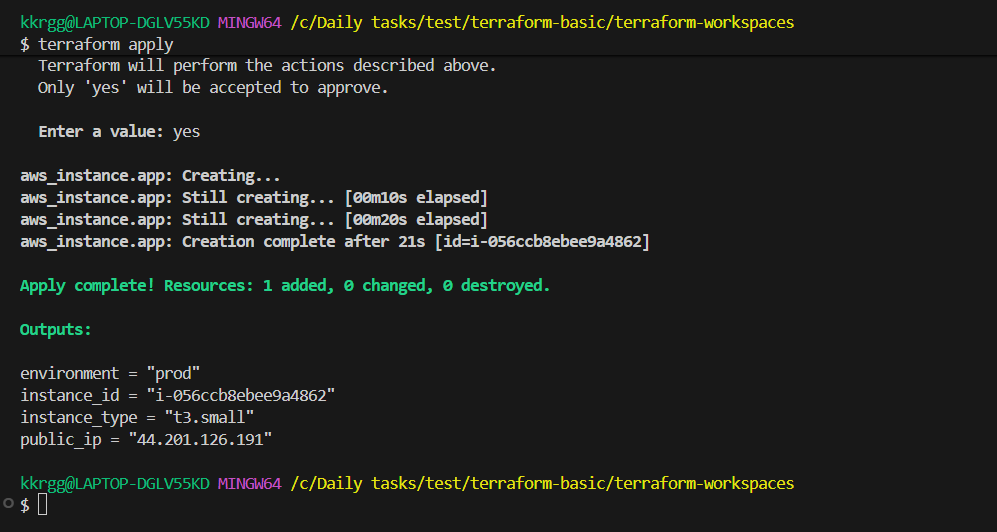 kkrgg@LAPTOP-DGLV55KD MINGW64 /c/Daily tasks/test/terraform-basic/terraform-workspaces
$ terraform apply
Terraform will perform the actions described above.
Only 'yes' will be accepted to approve.
Enter a value: yes
aws_instance.app: Creating...
aws_instance.app: Still creating... [00m10s elapsed]
aws_instance.app: Still creating... [00m20s elapsed]
aws_instance.app: Creation complete after 21s [id=i-056ccb8ebee9a4862]
Apply complete! Resources: 1 added, 0 changed, 0 destroyed.
Outputs:
environment = "prod"
instance_id = "i-056ccb8ebee9a4862"
instance_type = "t3.small"
public_ip = "44.201.126.191"
kkrgg@LAPTOP-DGLV55KD MINGW64 /c/Daily tasks/test/terraform-basic/terraform-workspaces
$